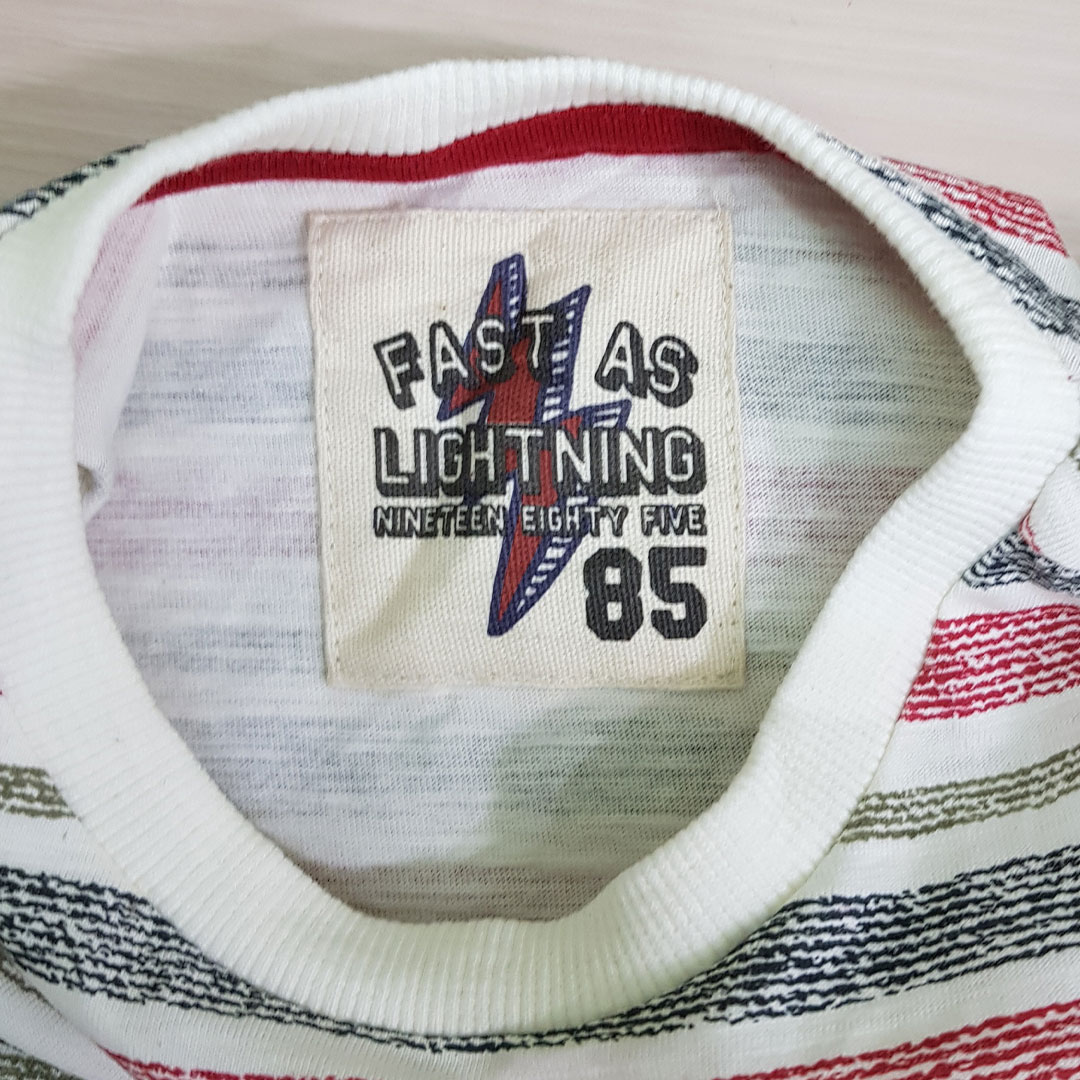 FAST AS
LIGHTNING
NINETEEN EIGHTY FIVE
85